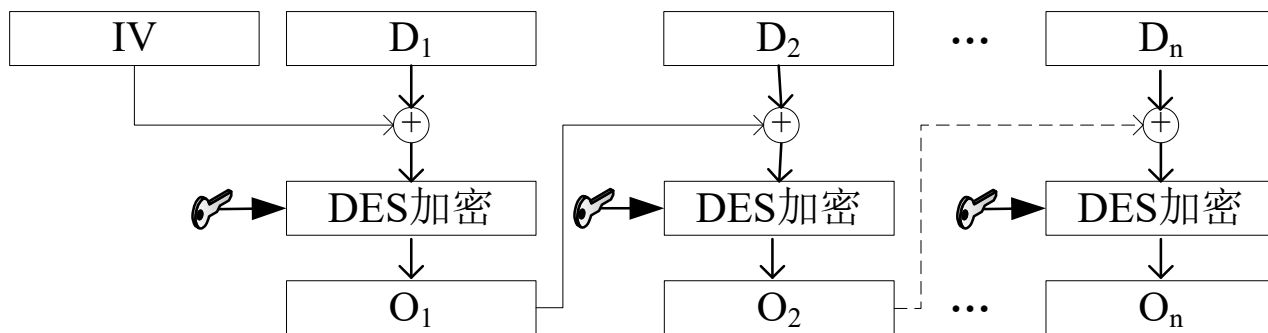 IV D₁ D₂ ... Dₙ
+ + +
DES加密 DES加密 DES加密
O₁ O₂ ... Oₙ